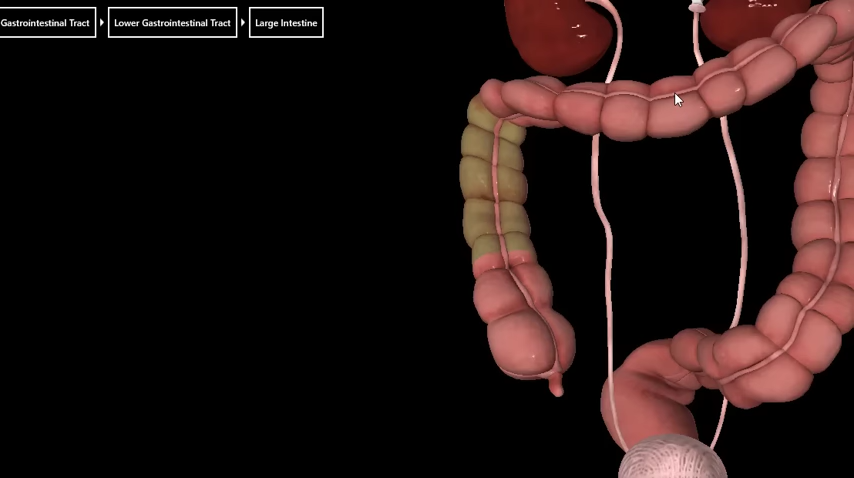 Gastrointestinal Tract
Lower Gastrointestinal Tract
Large Intestine